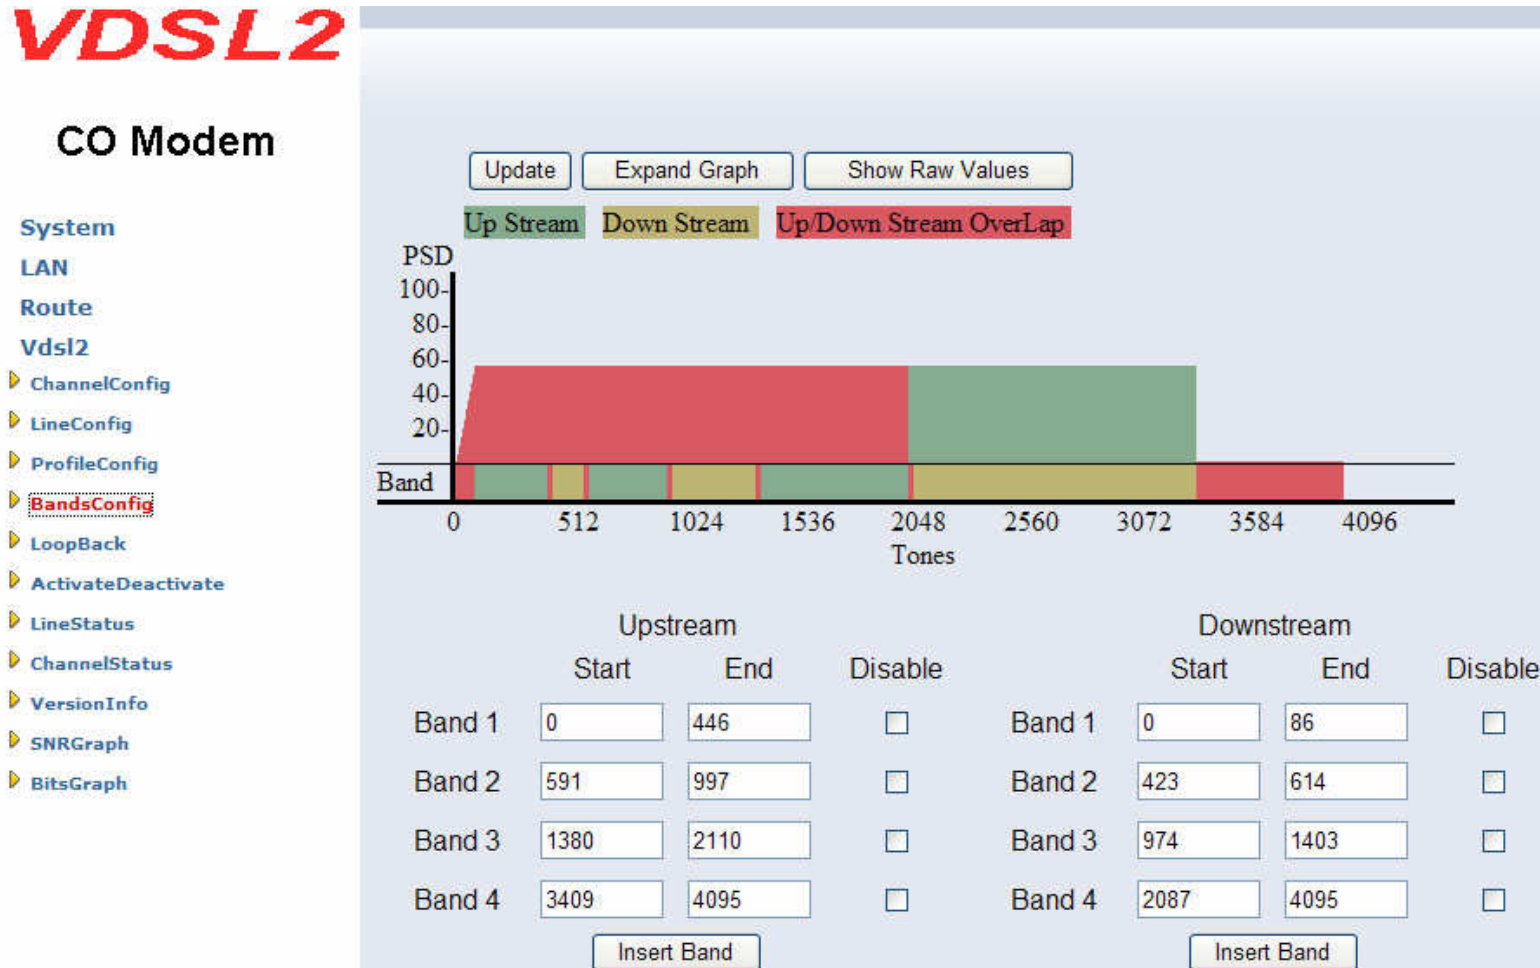 VDSL2
CO Modem
System
LAN
Route
Vdsl2
ChannelConfig
LineConfig
ProfileConfig
BandsConfig
LoopBack
ActivateDeactivate
LineStatus
ChannelStatus
VersionInfo
SNRGraph
BitsGraph
Update Expand Graph Show Raw Values
Up Stream Down Stream Up/Down Stream OverLap
PSD
100-
80-
60-
40-
20-
Band
0 512 1024 1536 2048 2560 3072 3584 4096
Tones
Upstream Downstream
Start End Disable Start End Disable
Band 1 0 446 Band 1 0 86
Band 2 591 997 Band 2 423 614
Band 3 1380 2110 Band 3 974 1403
Band 4 3409 4095 Band 4 2087 4095
Insert Band Insert Band